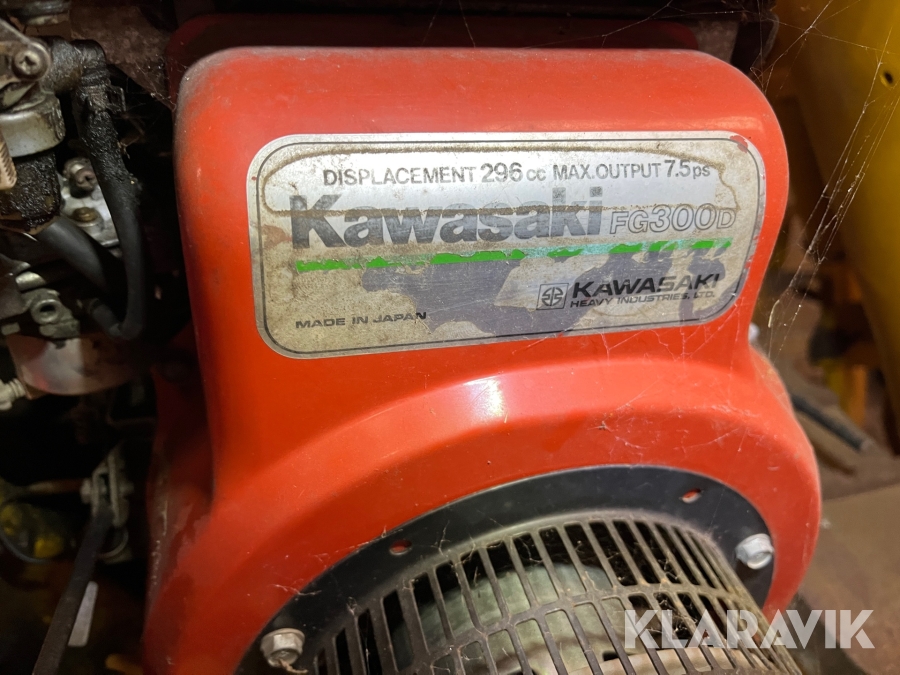 DISPLACEMENT 296 cc MAX.OUTPUT 7.5ps
Kawasaki FG300D
KAWASAKI
HEAVY INDUSTRIES, LTD.
MADE IN JAPAN
KLARAVIK